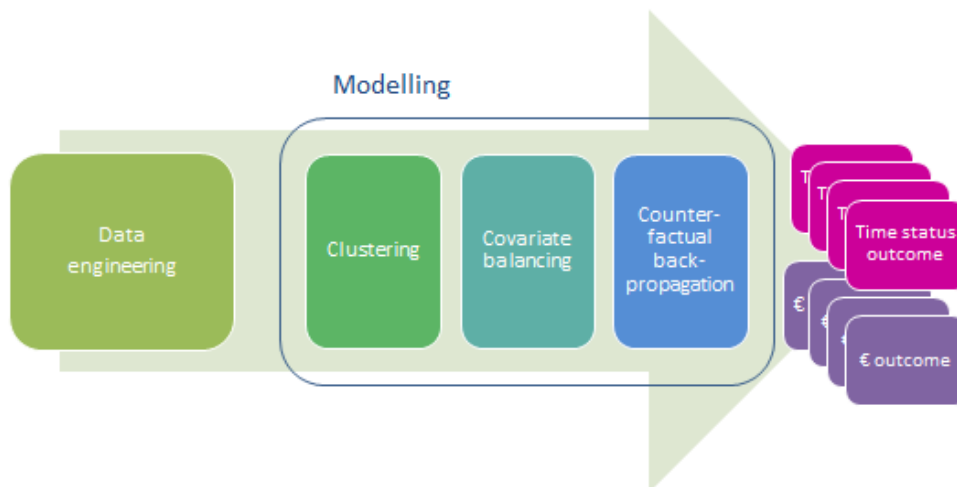 Modelling
Data
engineering
Clustering
Covariate
balancing
Counter-
factual
back-
propagation
T
T
T
Time status
outcome
€
€ outcome